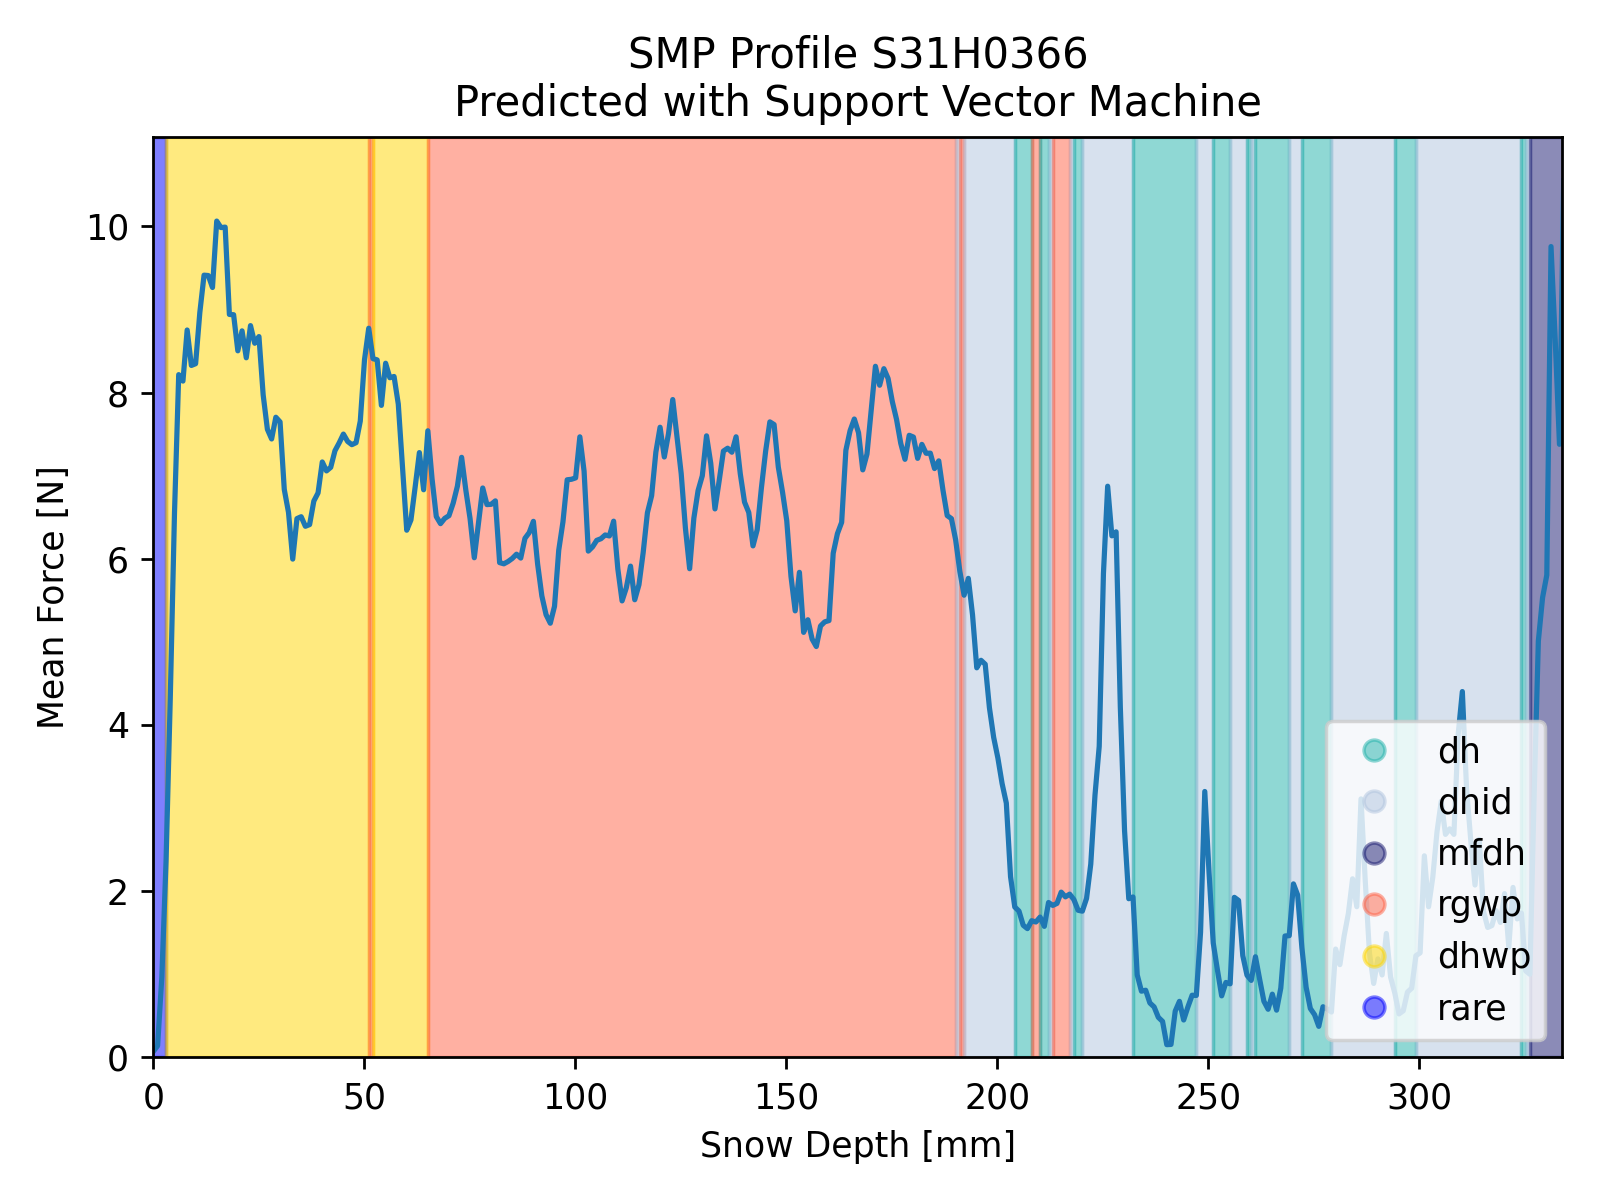 SMP Profile S31H0366
Predicted with Support Vector Machine
Mean Force [N]
10
8
6
4
2
0
dh
dhid
mfdh
rgwp
dhwp
rare
0 50 100 150 200 250 300
Snow Depth [mm]